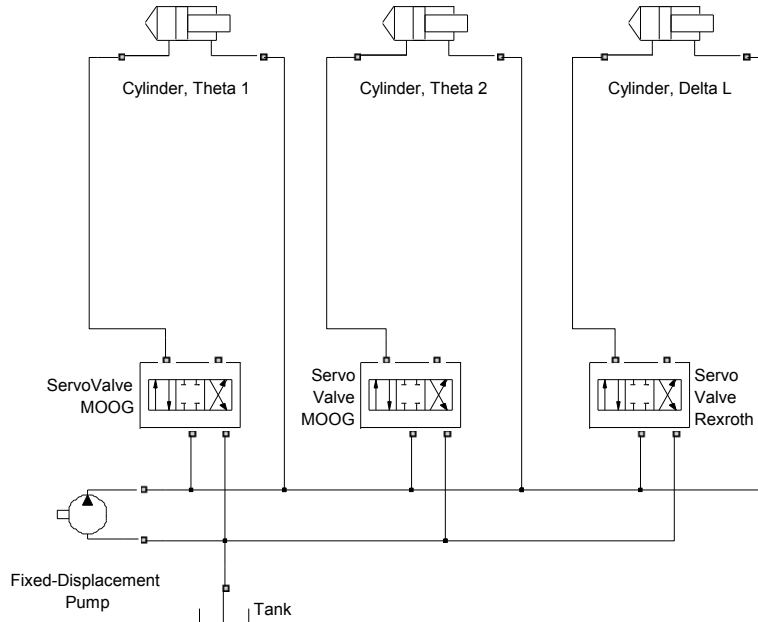 Cylinder, Theta 1
Cylinder, Theta 2
Cylinder, Delta L
ServoValve
MOOG
Servo
Valve
MOOG
Servo
Valve
Rexroth
Fixed-Displacement
Pump
Tank